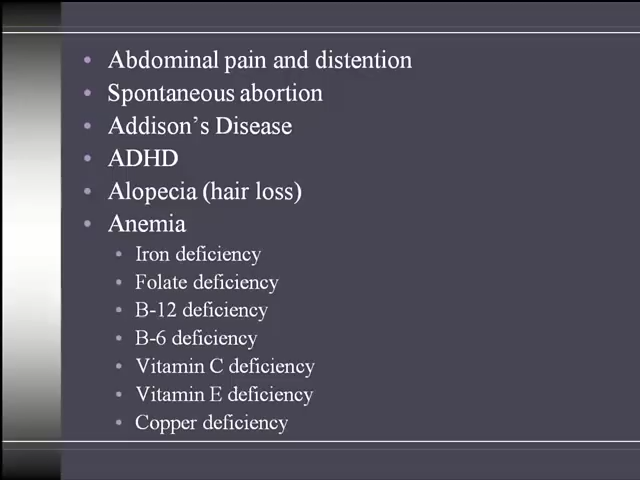 Abdominal pain and distention
Spontaneous abortion
Addison's Disease
ADHD
Alopecia (hair loss)
Anemia
Iron deficiency
Folate deficiency
B-12 deficiency
B-6 deficiency
Vitamin C deficiency
Vitamin E deficiency
Copper deficiency